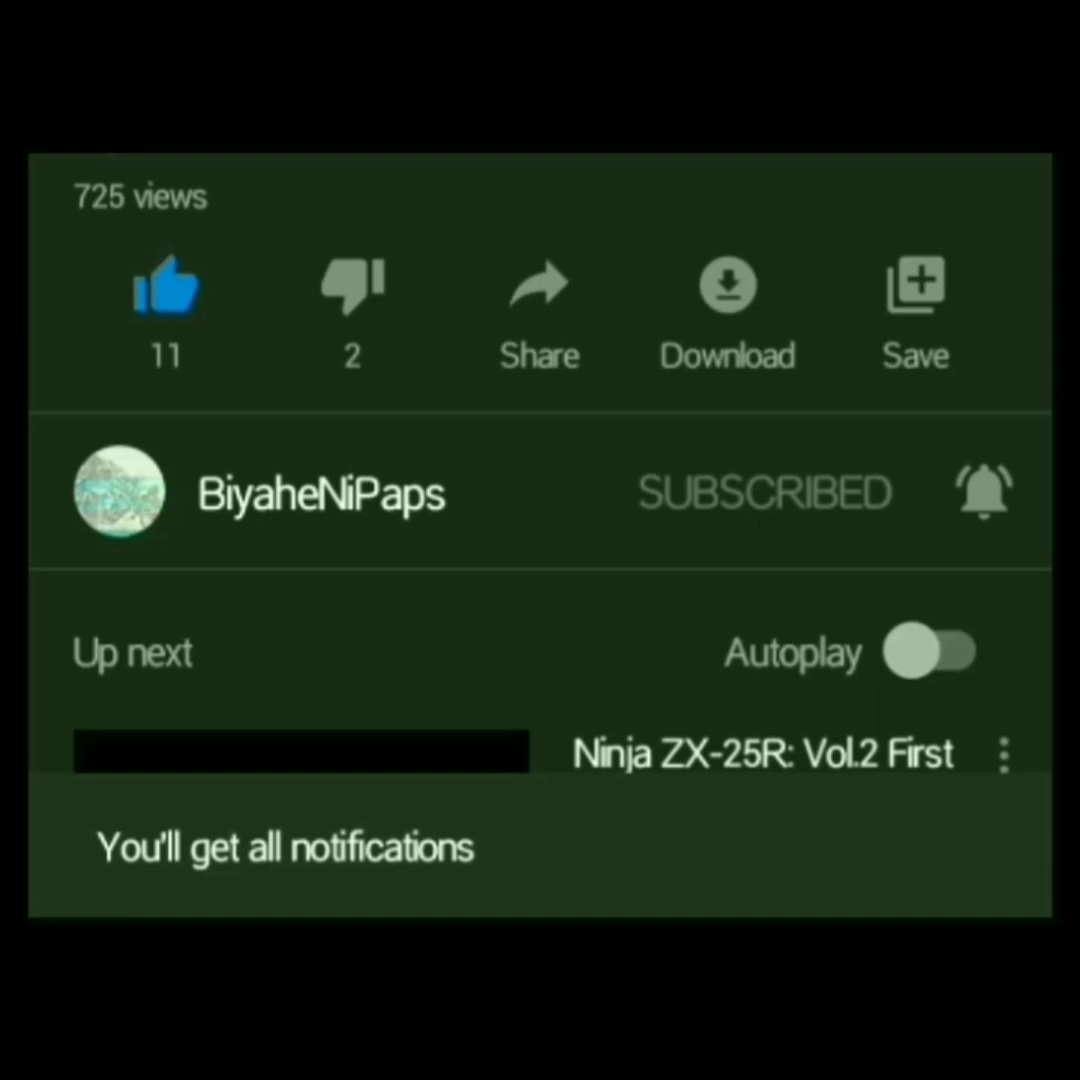 725 views
11 2 Share Download Save
BiyaheNiPaps SUBSCRIBED
Up next Autoplay
Ninja ZX-25R: Vol.2 First
You'll get all notifications